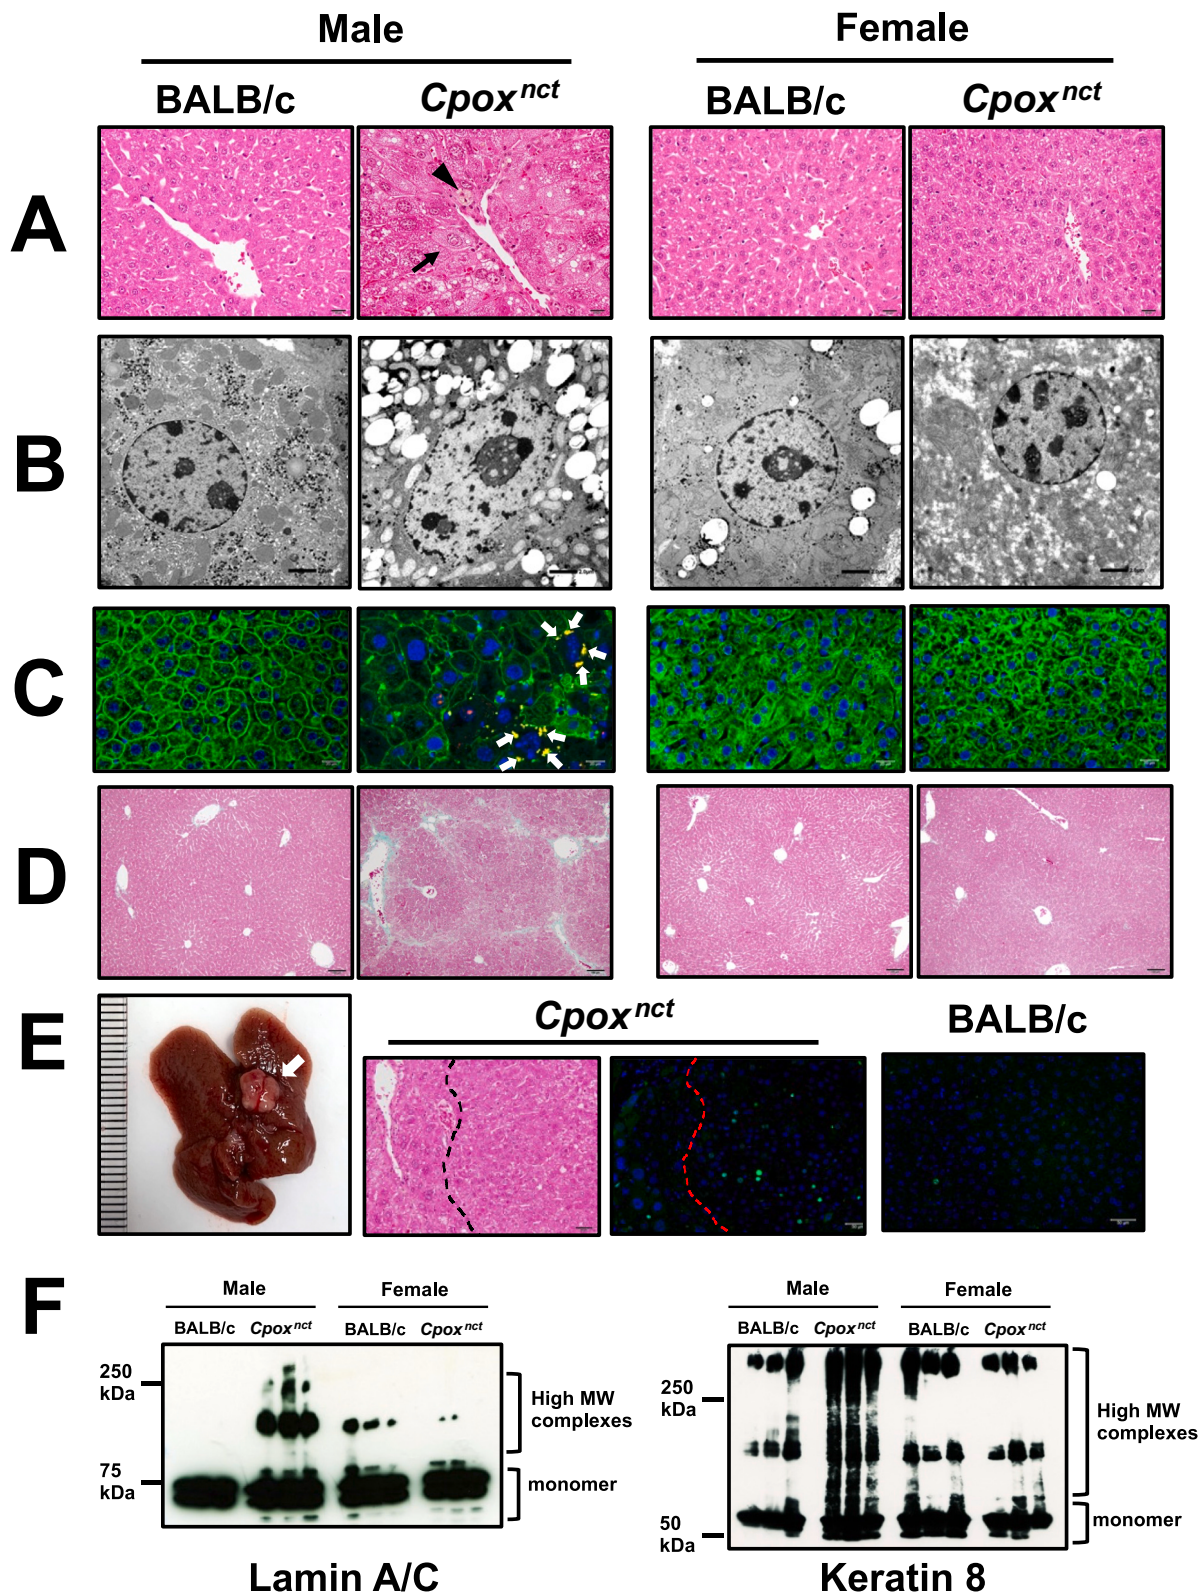 Male
Female
BALB/c
Cpox^nct
BALB/c
Cpox^nct
A
B
C
D
E
Cpox^nct
BALB/c
F
Male
Female
BALB/c
Cpox^nct
BALB/c
Cpox^nct
250
kDa
75
kDa
High MW
complexes
monomer
Lamin A/C
Male
Female
BALB/c
Cpox^nct
BALB/c
Cpox^nct
250
kDa
50
kDa
High MW
complexes
monomer
Keratin 8